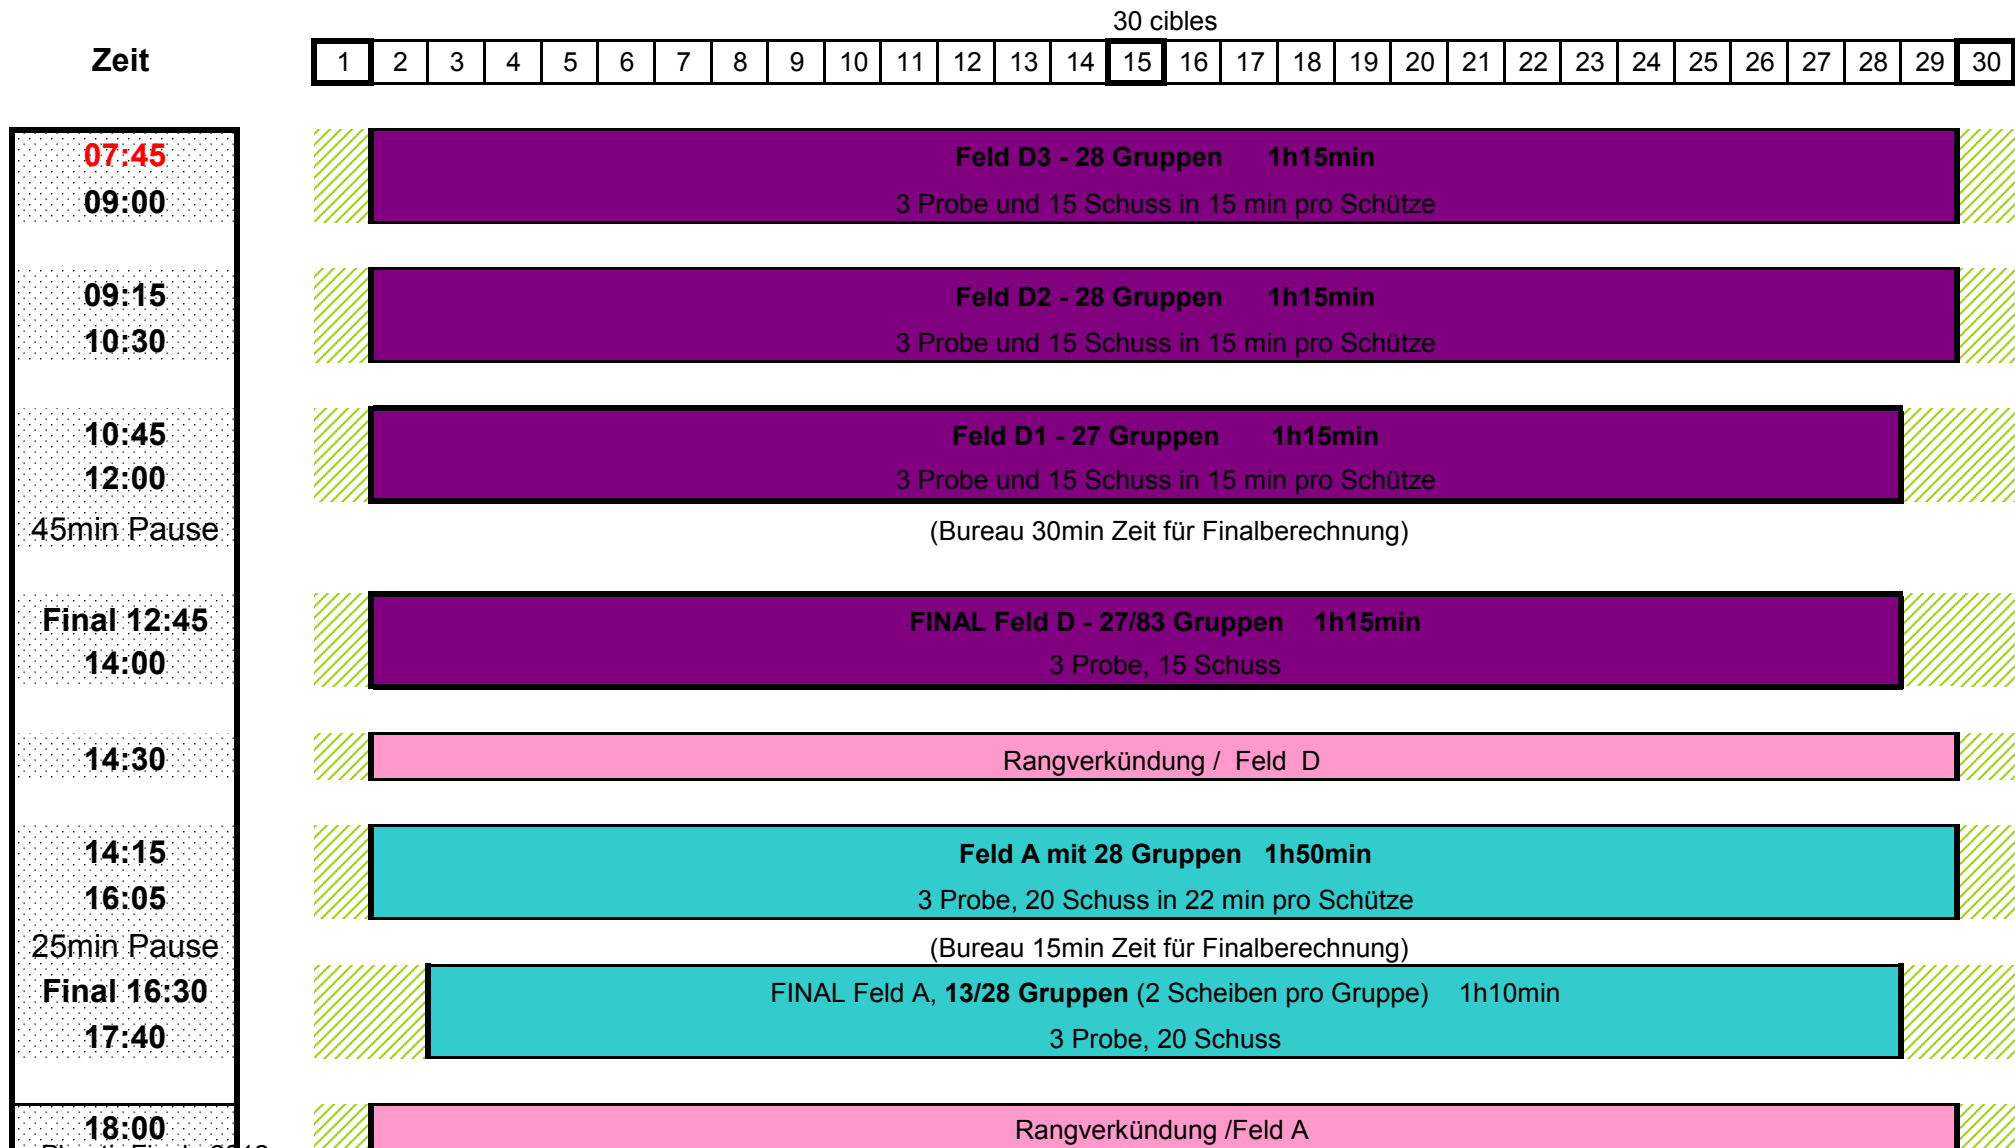 30 cibles
Zeit 1 2 3 4 5 6 7 8 9 10 11 12 13 14 15 16 17 18 19 20 21 22 23 24 25 26 27 28 29 30
07:45 Feld D3 - 28 Gruppen 1h15min
09:00 3 Probe und 15 Schuss in 15 min pro Schütze
09:15 Feld D2 - 28 Gruppen 1h15min
10:30 3 Probe und 15 Schuss in 15 min pro Schütze
10:45 Feld D1 - 27 Gruppen 1h15min
12:00 3 Probe und 15 Schuss in 15 min pro Schütze
45min Pause (Bureau 30min Zeit für Finalberechnung)
Final 12:45 FINAL Feld D - 27/83 Gruppen 1h15min
14:00 3 Probe, 15 Schuss
14:30 Rangverkündung / Feld D
14:15 Feld A mit 28 Gruppen 1h50min
16:05 3 Probe, 20 Schuss in 22 min pro Schütze
25min Pause (Bureau 15min Zeit für Finalberechnung)
Final 16:30 FINAL Feld A, 13/28 Gruppen (2 Scheiben pro Gruppe) 1h10min
17:40 3 Probe, 20 Schuss
18:00 Rangverkündung /Feld A